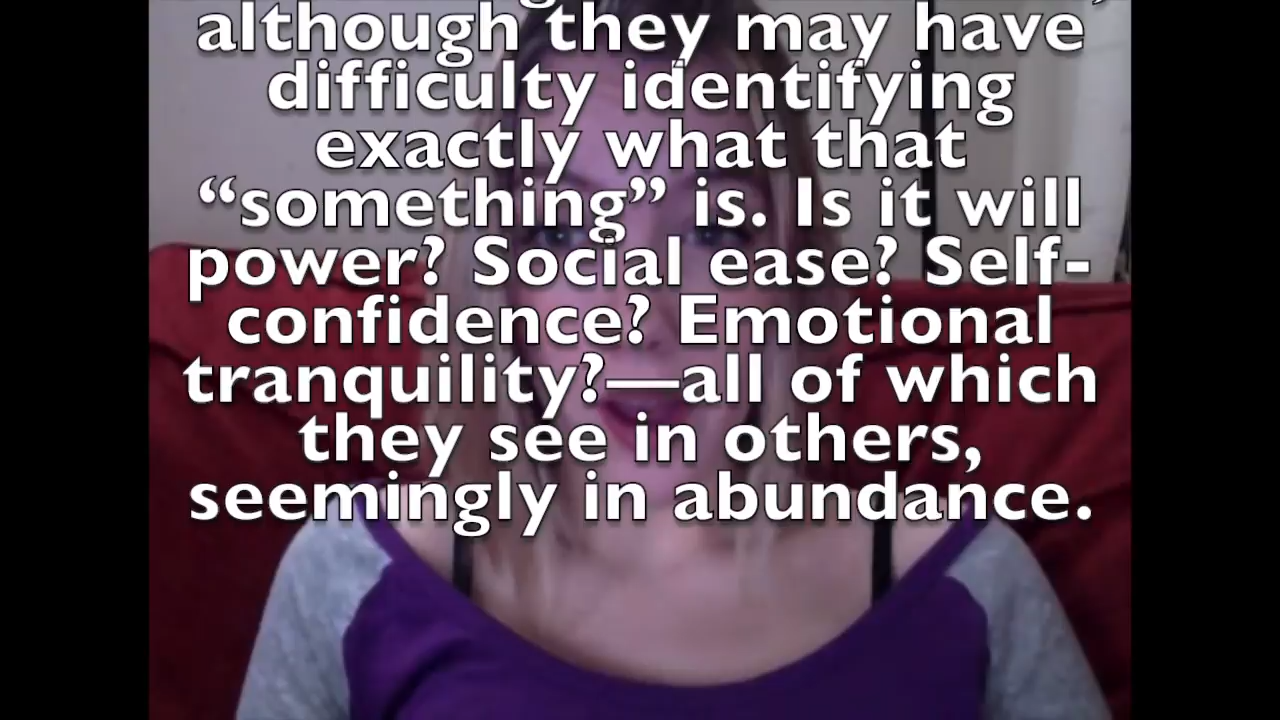 although they may have
difficulty identifying
exactly what that
“something” is. Is it will
power? Social ease? Self-
confidence? Emotional
tranquility?—all of which
they see in others,
seemingly in abundance.